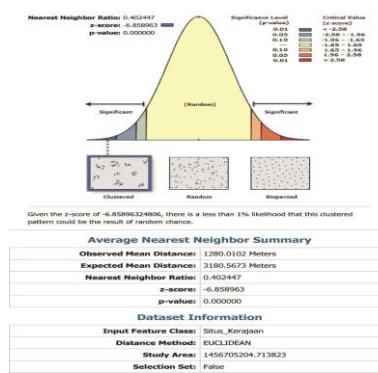 Nearest Neighbor Ratio: 0.402447
z-score: -6.858963
p-value: 0.000000
Significance Level (p-value)
Critical Value (z-score)
0.01 < -2.58
0.05 -2.58 - -1.96
0.10 -1.96 - -1.65
... -1.65 - 1.65
0.10 1.65 - 1.96
0.05 1.96 - 2.58
0.01 > 2.58
Significant
(Random)
Significant
Clustered
Random
Dispersed
Given the z-score of -6.85896324806, there is a less than 1% likelihood that this clustered
pattern could be the result of random chance.
Average Nearest Neighbor Summary
Observed Mean Distance: 1280.0102 Meters
Expected Mean Distance: 3180.5673 Meters
Nearest Neighbor Ratio: 0.402447
z-score: -6.858963
p-value: 0.000000
Dataset Information
Input Feature Class: Situs_Kerajaan
Distance Method: EUCLIDEAN
Study Area: 1456705204.713823
Selection Set: False